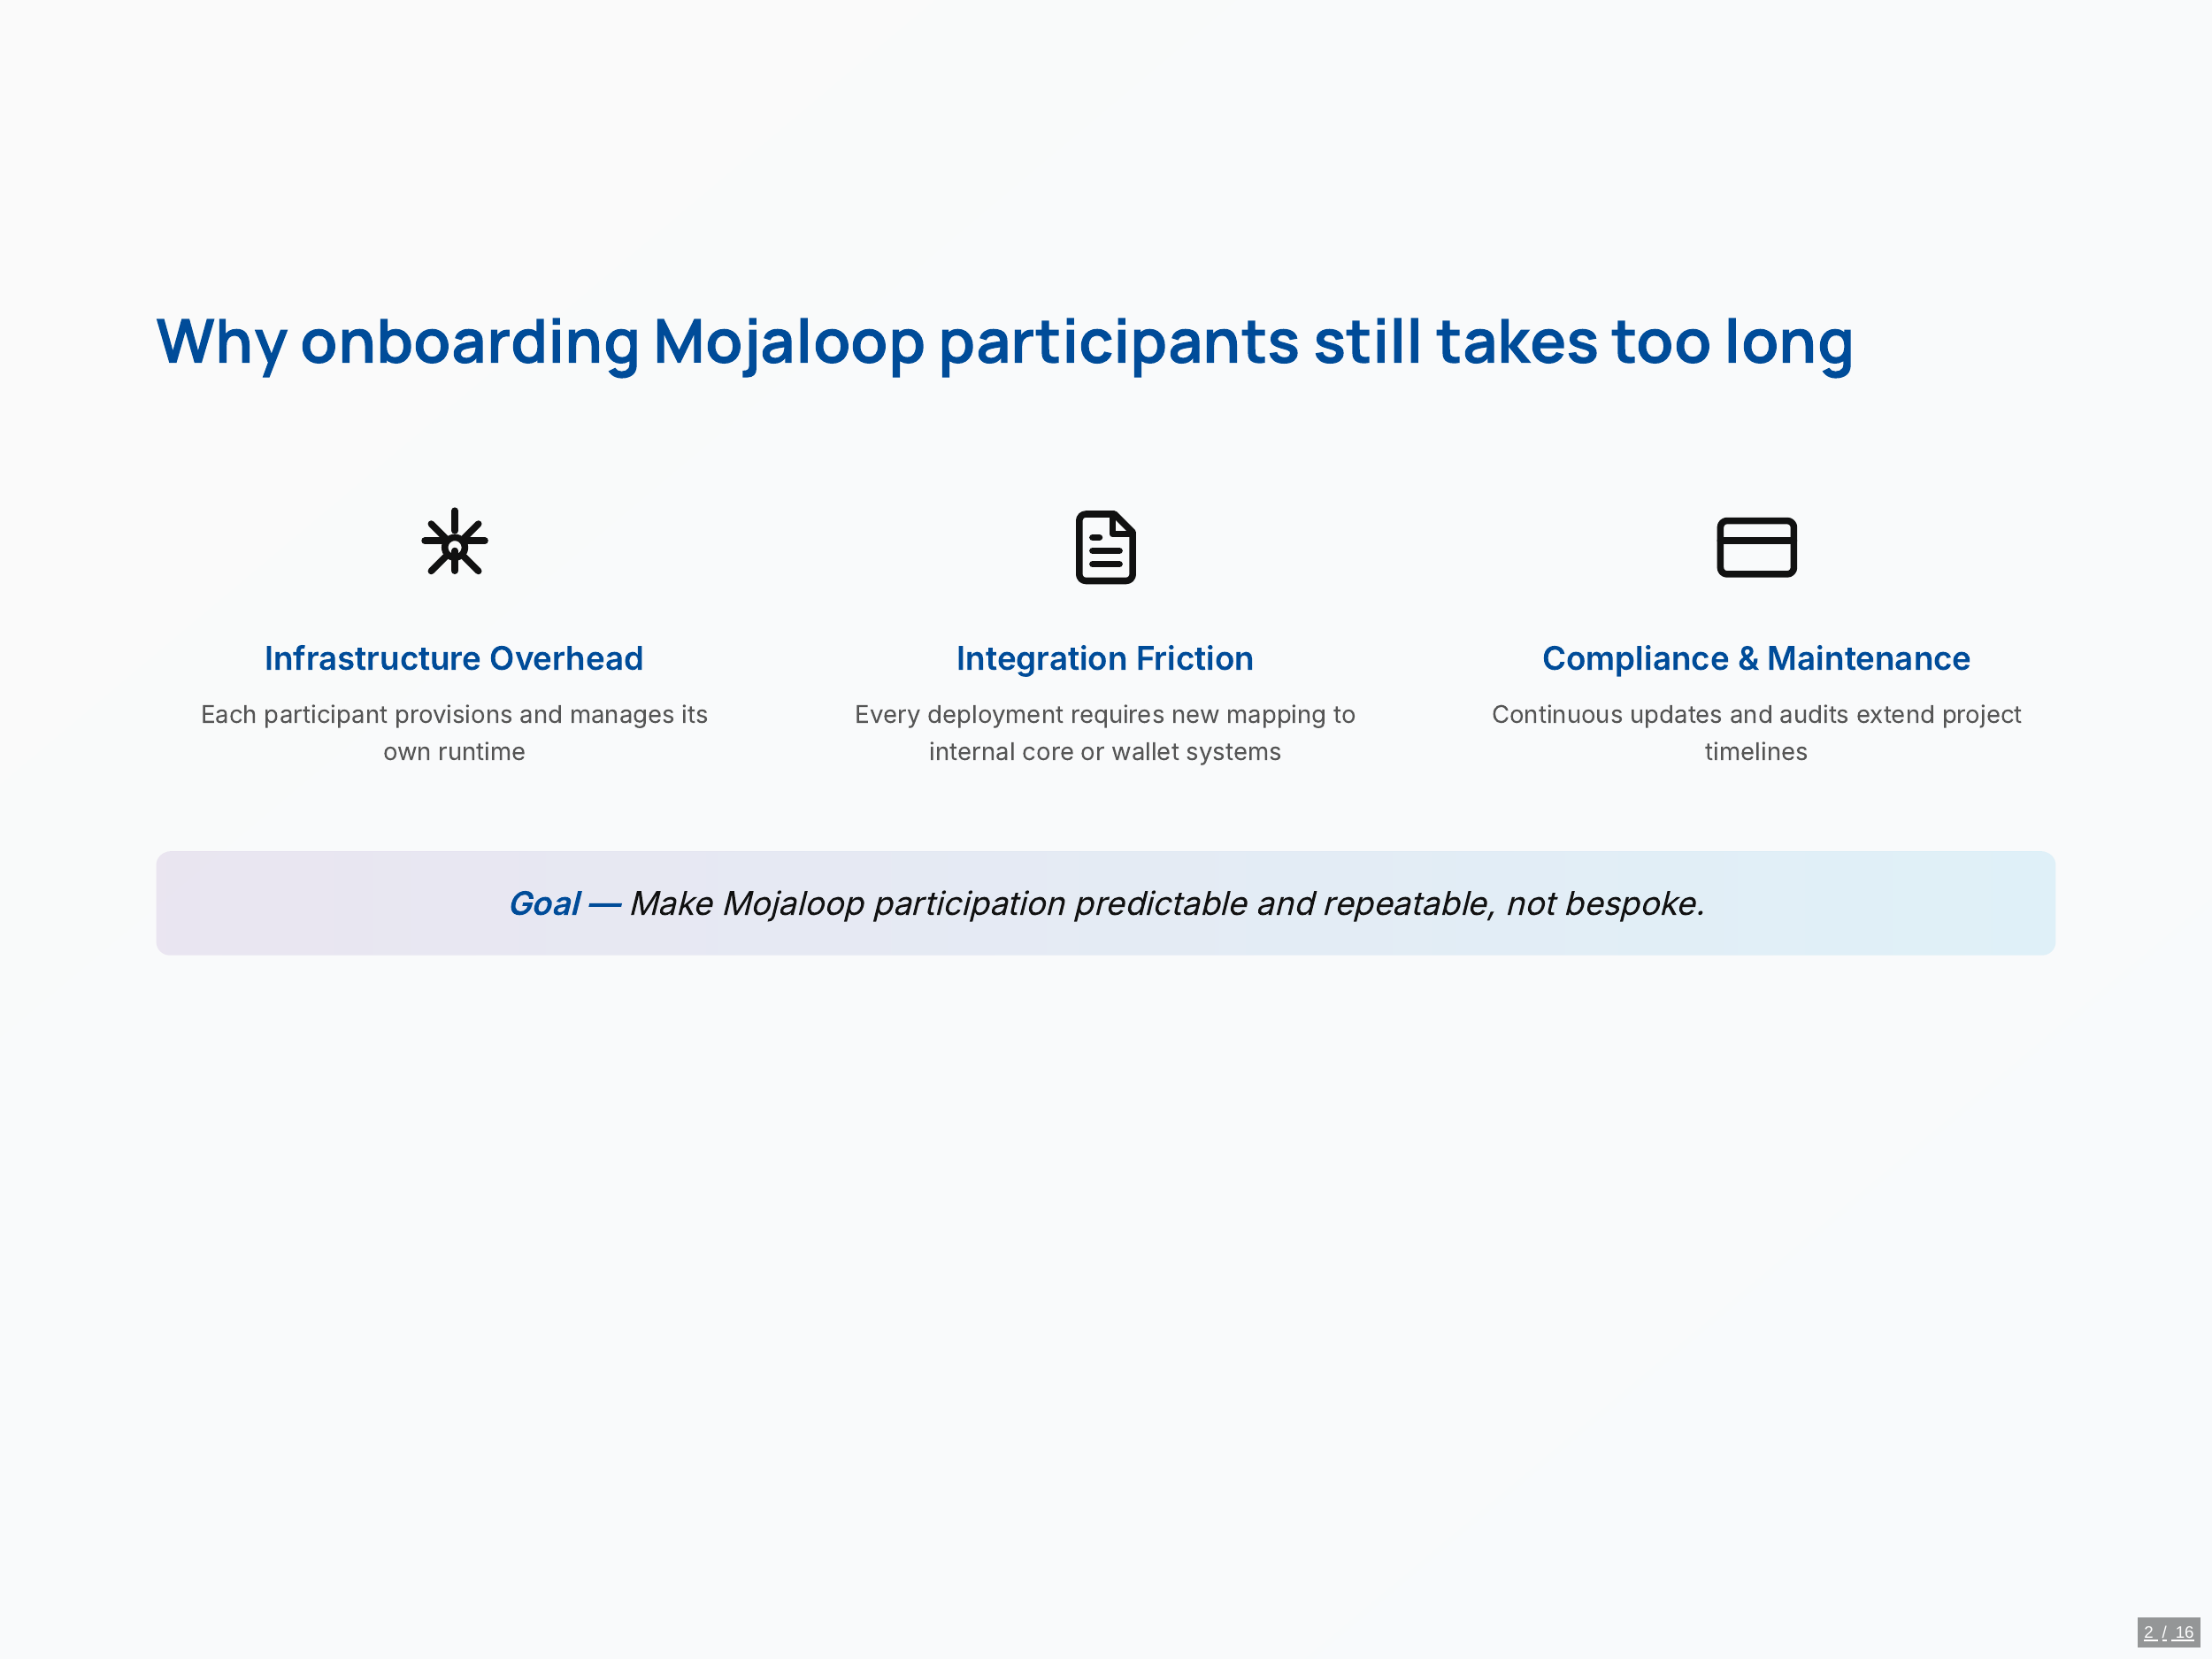 Why onboarding Mojaloop participants still takes too long
Infrastructure Overhead
Each participant provisions and manages its
own runtime
Integration Friction
Every deployment requires new mapping to
internal core or wallet systems
Compliance & Maintenance
Continuous updates and audits extend project
timelines
Goal — Make Mojaloop participation predictable and repeatable, not bespoke.
2 / 16